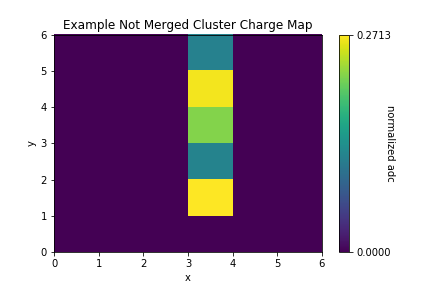 Example Not Merged Cluster Charge Map
6
5
4
3
2
1
0
y
0 1 2 3 4 5 6
x
0.2713
0.0000
normalized adc